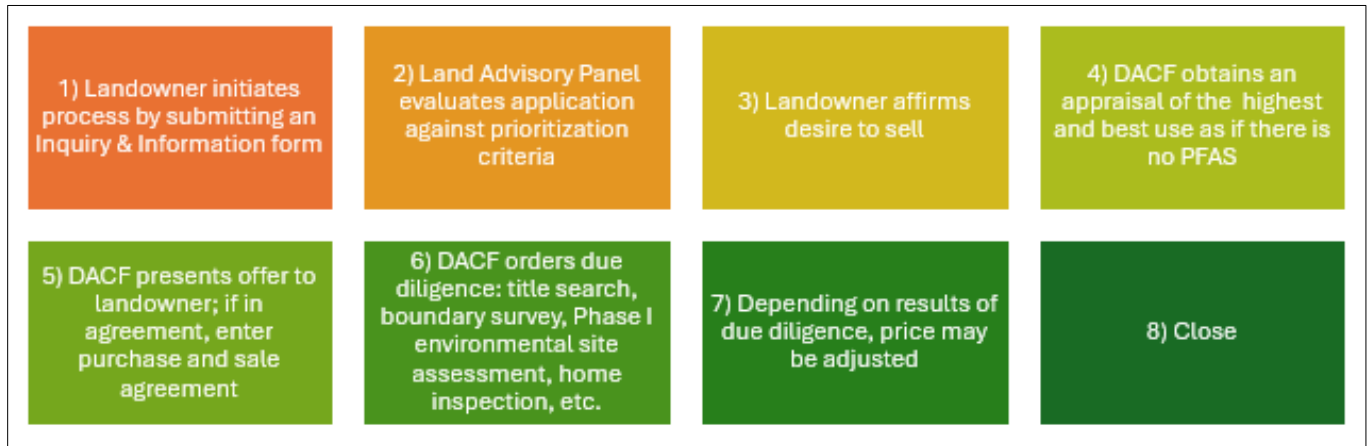 1) Landowner initiates
process by submitting an
Inquiry & Information form
2) Land Advisory Panel
evaluates application
against prioritization
criteria
3) Landowner affirms
desire to sell
4) DACF obtains an
appraisal of the highest
and best use as if there is
no PFAS
5) DACF presents offer to
landowner; if in
agreement, enter
purchase and sale
agreement
6) DACF orders due
diligence: title search,
boundary survey, Phase I
environmental site
assessment, home
inspection, etc.
7) Depending on results of
due diligence, price may
be adjusted
8) Close